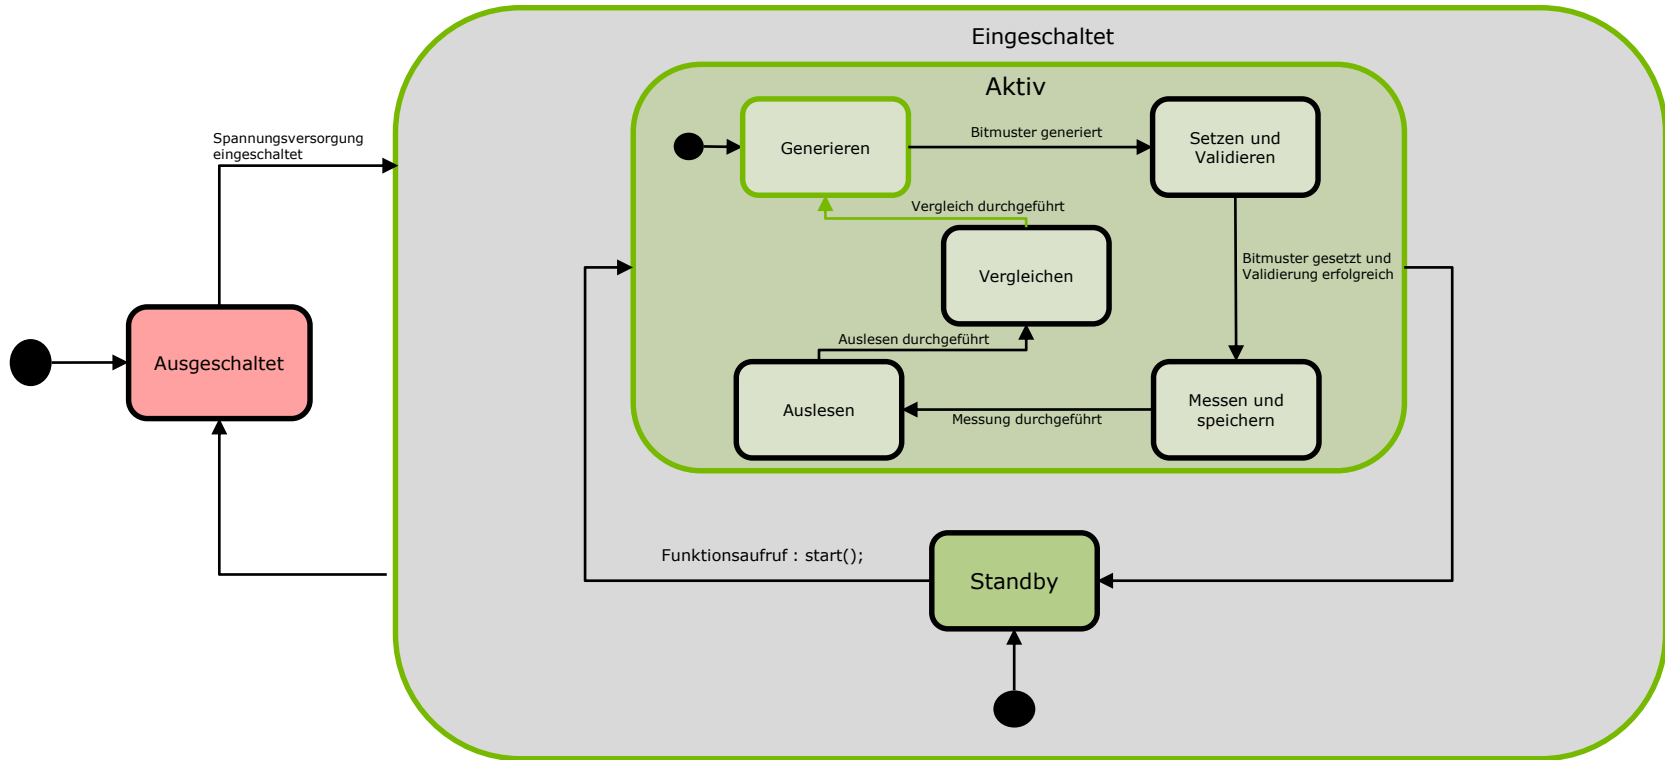 Eingeschaltet
Aktiv
Spannungsversorgung
eingeschaltet
Generieren
Bitmuster generiert
Setzen und
Validieren
Vergleich durchgeführt
Bitmuster gesetzt und
Validierung erfolgreich
Vergleichen
Auslesen durchgeführt
Ausgeschaltet
Auslesen
Messung durchgeführt
Messen und
speichern
Funktionsaufruf : start();
Standby